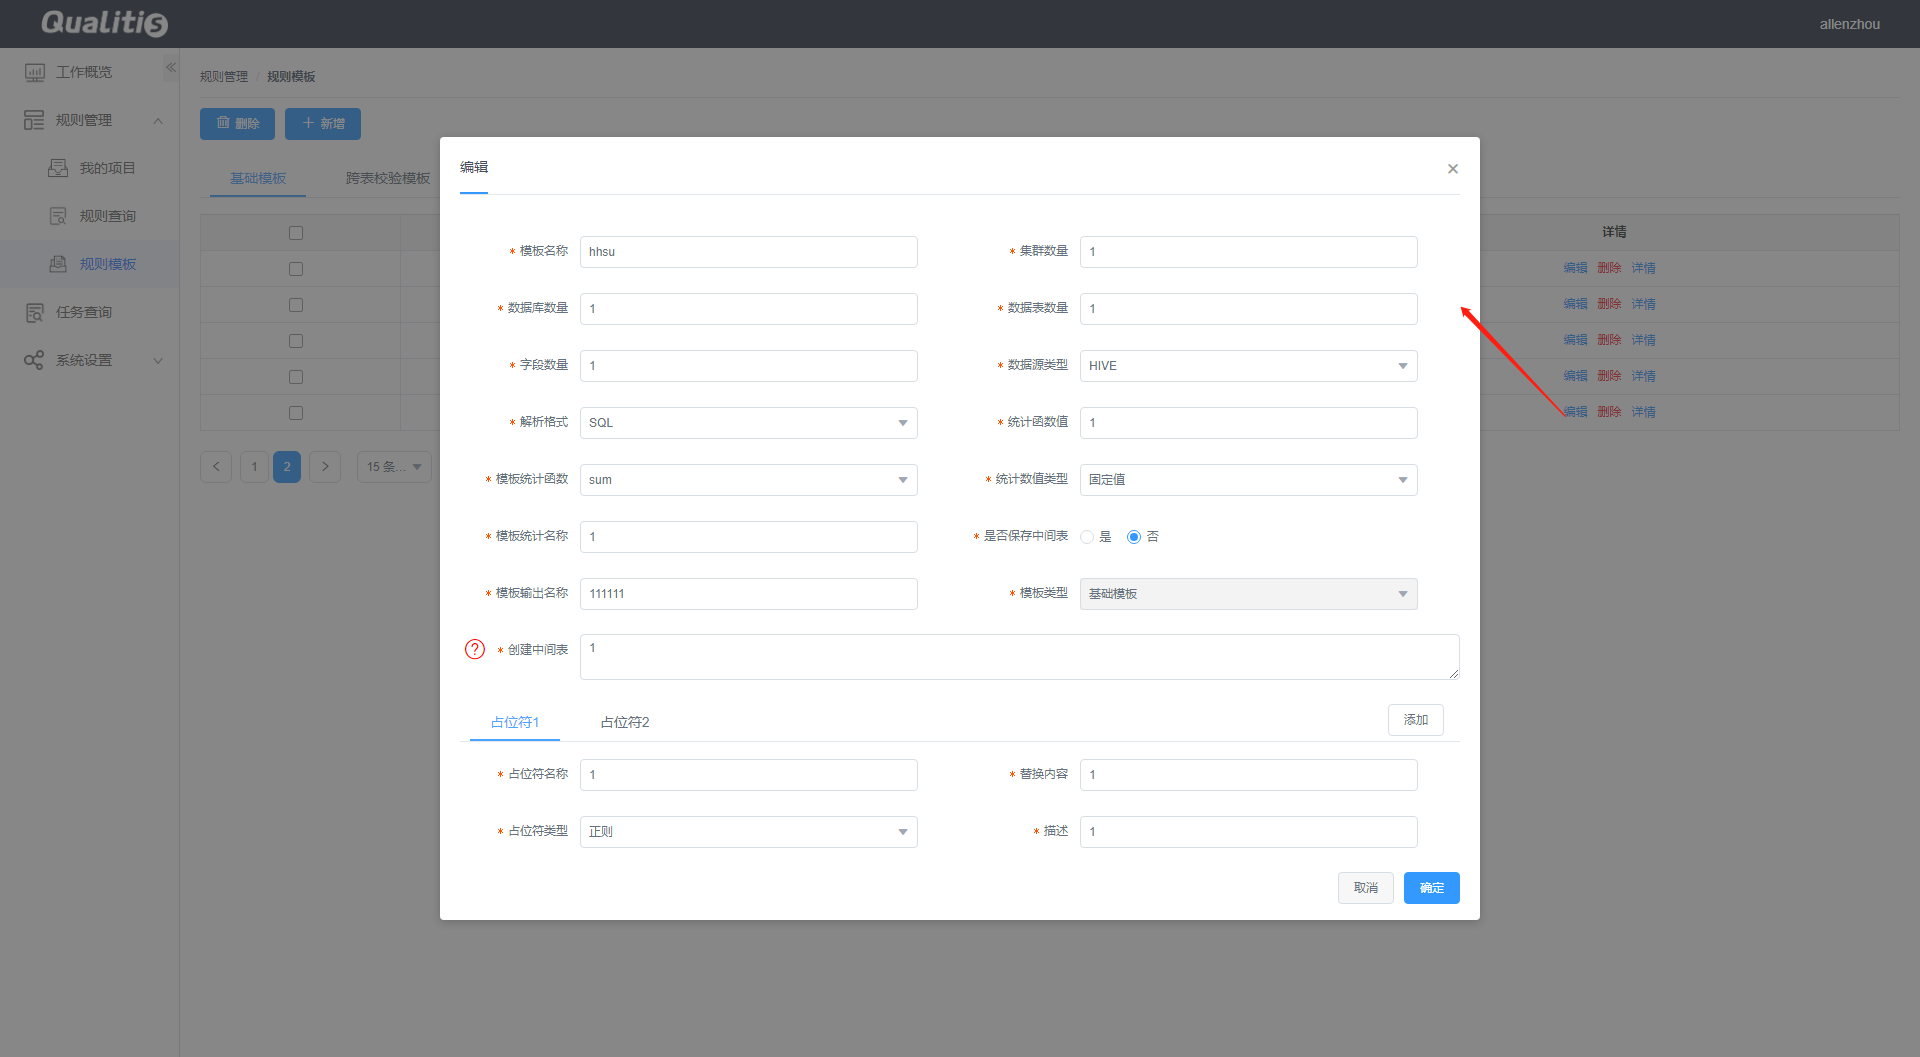 Qualitis
allenzhou
工作概览
规则管理
我的项目
规则查询
规则模板
任务查询
系统设置
规则管理 / 规则模板
删除
新增
基础模板
跨表校验模板
详情
编辑 删除 详情
编辑 删除 详情
编辑 删除 详情
编辑 删除 详情
编辑 删除 详情
1 2
15 条...
编辑
* 模板名称 hhsu
* 集群数量 1
* 数据库数量 1
* 数据表数量 1
* 字段数量 1
* 数据源类型 HIVE
* 解析格式 SQL
* 统计函数值 1
* 模板统计函数 sum
* 统计数值类型 固定值
* 模板统计名称 1
* 是否保存中间表 是 否
* 模板输出名称 111111
* 模板类型 基础模板
? * 创建中间表 1
占位符1 占位符2 添加
* 占位符名称 1
* 替换内容 1
* 占位符类型 正则
* 描述 1
取消 确定